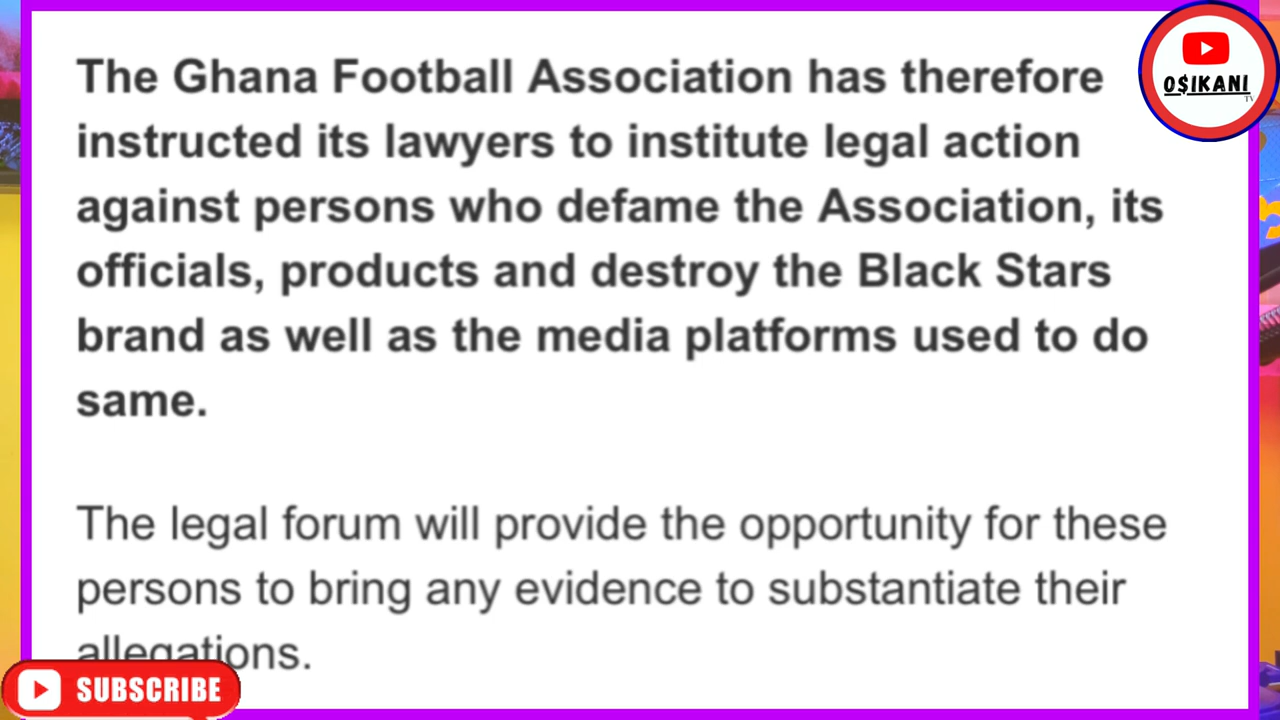 The Ghana Football Association has therefore
instructed its lawyers to institute legal action
against persons who defame the Association, its
officials, products and destroy the Black Stars
brand as well as the media platforms used to do
same.
The legal forum will provide the opportunity for these
persons to bring any evidence to substantiate their
allegations.
O$IKANI
TV
SUBSCRIBE